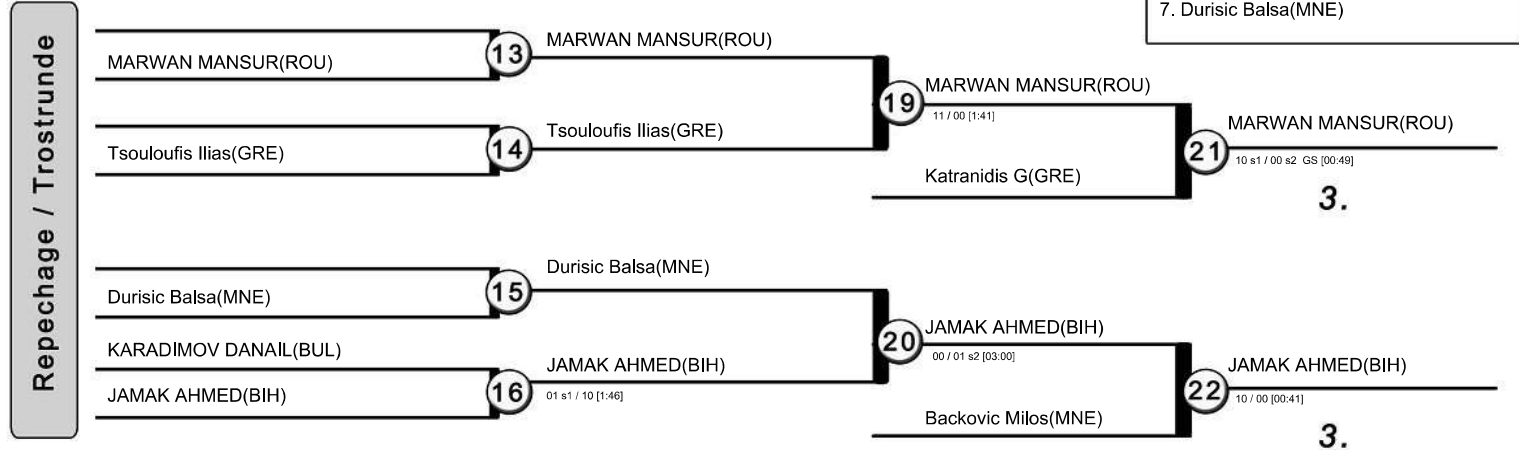 7. Durisic Balsa(MNE)
Repechage / Trostrunde
MARWAN MANSUR(ROU)
13
MARWAN MANSUR(ROU)
Tsouloufis Ilias(GRE)
14
Tsouloufis Ilias(GRE)
19
MARWAN MANSUR(ROU)
11 / 00 [1:41]
Katranidis G(GRE)
21
MARWAN MANSUR(ROU)
10 s1 / 00 s2 GS [00:49]
3.
Durisic Balsa(MNE)
15
Durisic Balsa(MNE)
KARADIMOV DANAIL(BUL)
JAMAK AHMED(BIH)
16
JAMAK AHMED(BIH)
01 s1 / 10 [1:46]
20
JAMAK AHMED(BIH)
00 / 01 s2 [03:00]
Backovic Milos(MNE)
22
JAMAK AHMED(BIH)
10 / 00 [00:41]
3.